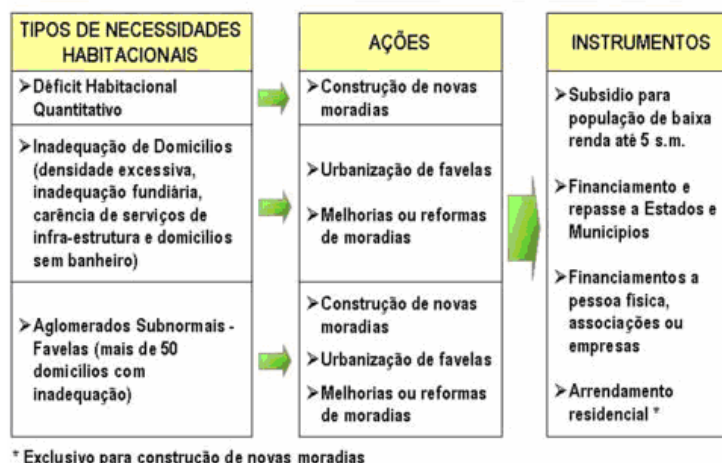 TIPOS DE NECESSIDADES
HABITACIONAIS
➤Déficit Habitacional
Quantitativo
➤Inadequação de Domicílios
(densidade excessiva,
inadequação fundiária,
carência de serviços de
infra-estrutura e domicílios
sem banheiro)
➤Aglomerados Subnormais -
Favelas (mais de 50
domicílios com
inadequação)
AÇÕES
➤Construção de novas
moradias
➤Urbanização de favelas
➤Melhorias ou reformas
de moradias
➤Construção de novas
moradias
➤Urbanização de favelas
➤Melhorias ou reformas
de moradias
INSTRUMENTOS
➤Subsídio para
população de baixa
renda até 5 s.m.
➤Financiamento e
repasse a Estados e
Municípios
➤Financiamentos a
pessoa física,
associações ou
empresas
➤Arrendamento
residencial *
* Exclusivo para construção de novas moradias